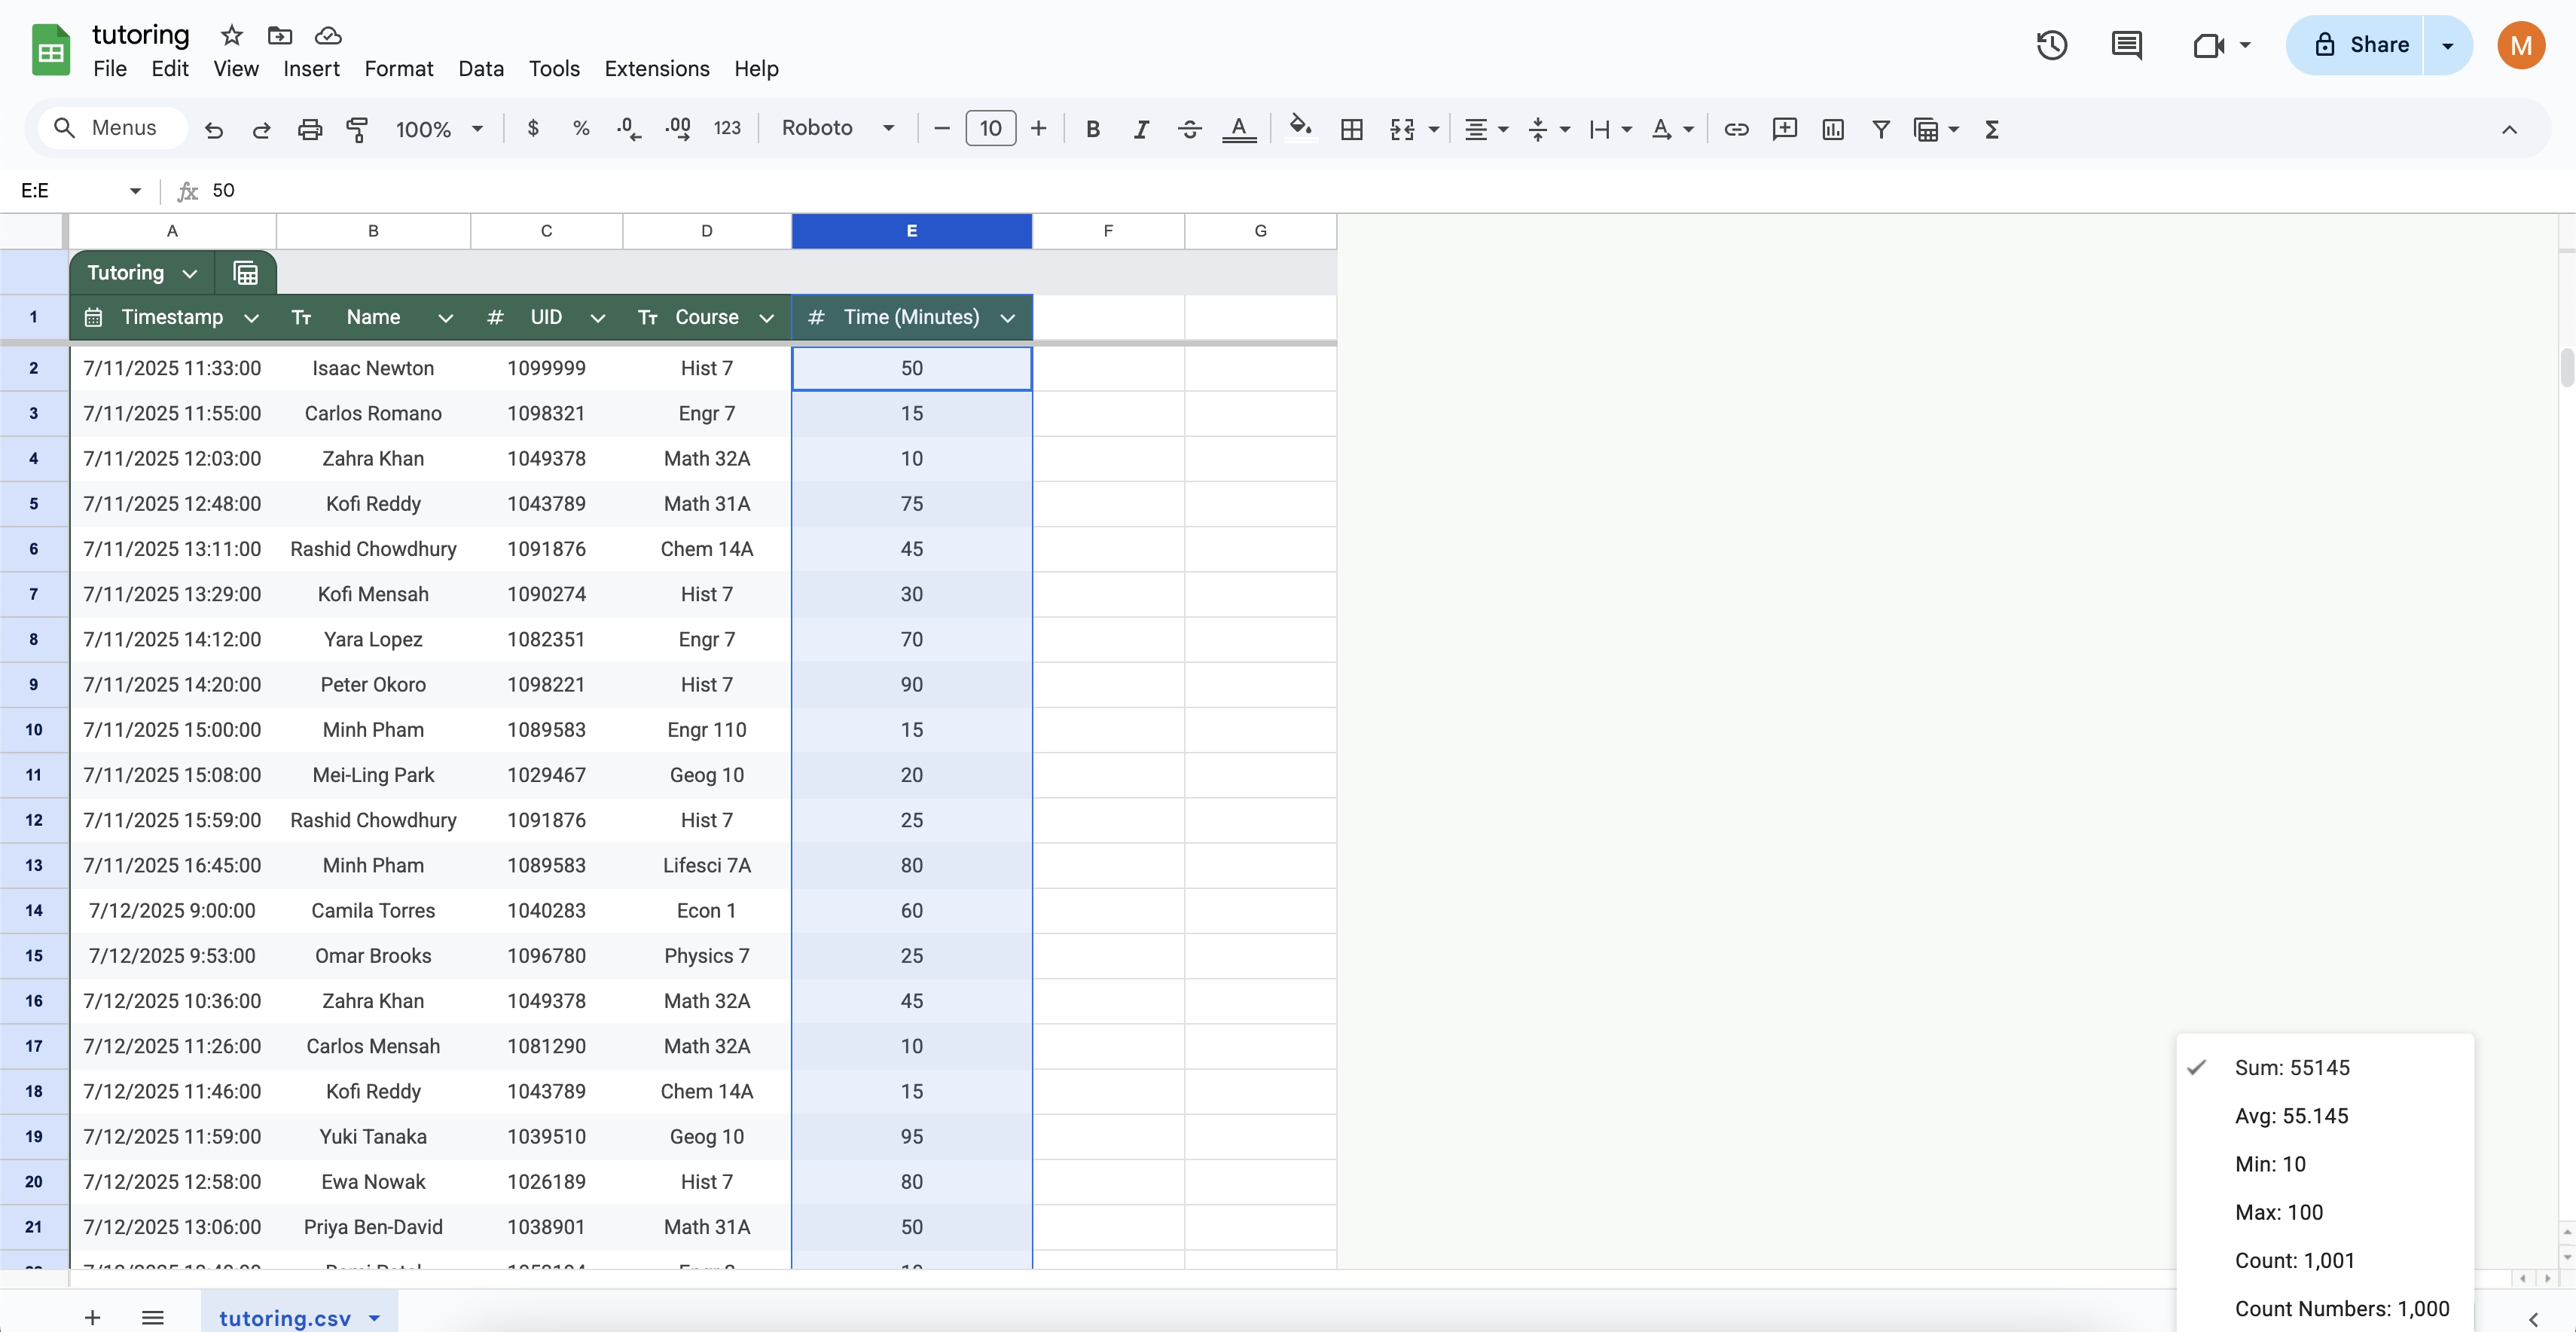 tutoring
File Edit View Insert Format Data Tools Extensions Help
Share
M
Menus 100% $ % .0 .00 123 Roboto 10 B I A
E:E fx 50
A B C D E F G
Tutoring
1 Timestamp Tт Name # UID Tт Course # Time (Minutes)
2 7/11/2025 11:33:00 Isaac Newton 1099999 Hist 7 50
3 7/11/2025 11:55:00 Carlos Romano 1098321 Engr 7 15
4 7/11/2025 12:03:00 Zahra Khan 1049378 Math 32A 10
5 7/11/2025 12:48:00 Kofi Reddy 1043789 Math 31A 75
6 7/11/2025 13:11:00 Rashid Chowdhury 1091876 Chem 14A 45
7 7/11/2025 13:29:00 Kofi Mensah 1090274 Hist 7 30
8 7/11/2025 14:12:00 Yara Lopez 1082351 Engr 7 70
9 7/11/2025 14:20:00 Peter Okoro 1098221 Hist 7 90
10 7/11/2025 15:00:00 Minh Pham 1089583 Engr 110 15
11 7/11/2025 15:08:00 Mei-Ling Park 1029467 Geog 10 20
12 7/11/2025 15:59:00 Rashid Chowdhury 1091876 Hist 7 25
13 7/11/2025 16:45:00 Minh Pham 1089583 Lifesci 7A 80
14 7/12/2025 9:00:00 Camila Torres 1040283 Econ 1 60
15 7/12/2025 9:53:00 Omar Brooks 1096780 Physics 7 25
16 7/12/2025 10:36:00 Zahra Khan 1049378 Math 32A 45
17 7/12/2025 11:26:00 Carlos Mensah 1081290 Math 32A 10
18 7/12/2025 11:46:00 Kofi Reddy 1043789 Chem 14A 15
19 7/12/2025 11:59:00 Yuki Tanaka 1039510 Geog 10 95
20 7/12/2025 12:58:00 Ewa Nowak 1026189 Hist 7 80
21 7/12/2025 13:06:00 Priya Ben-David 1038901 Math 31A 50
Sum: 55145
Avg: 55.145
Min: 10
Max: 100
Count: 1,001
Count Numbers: 1,000
tutoring.csv